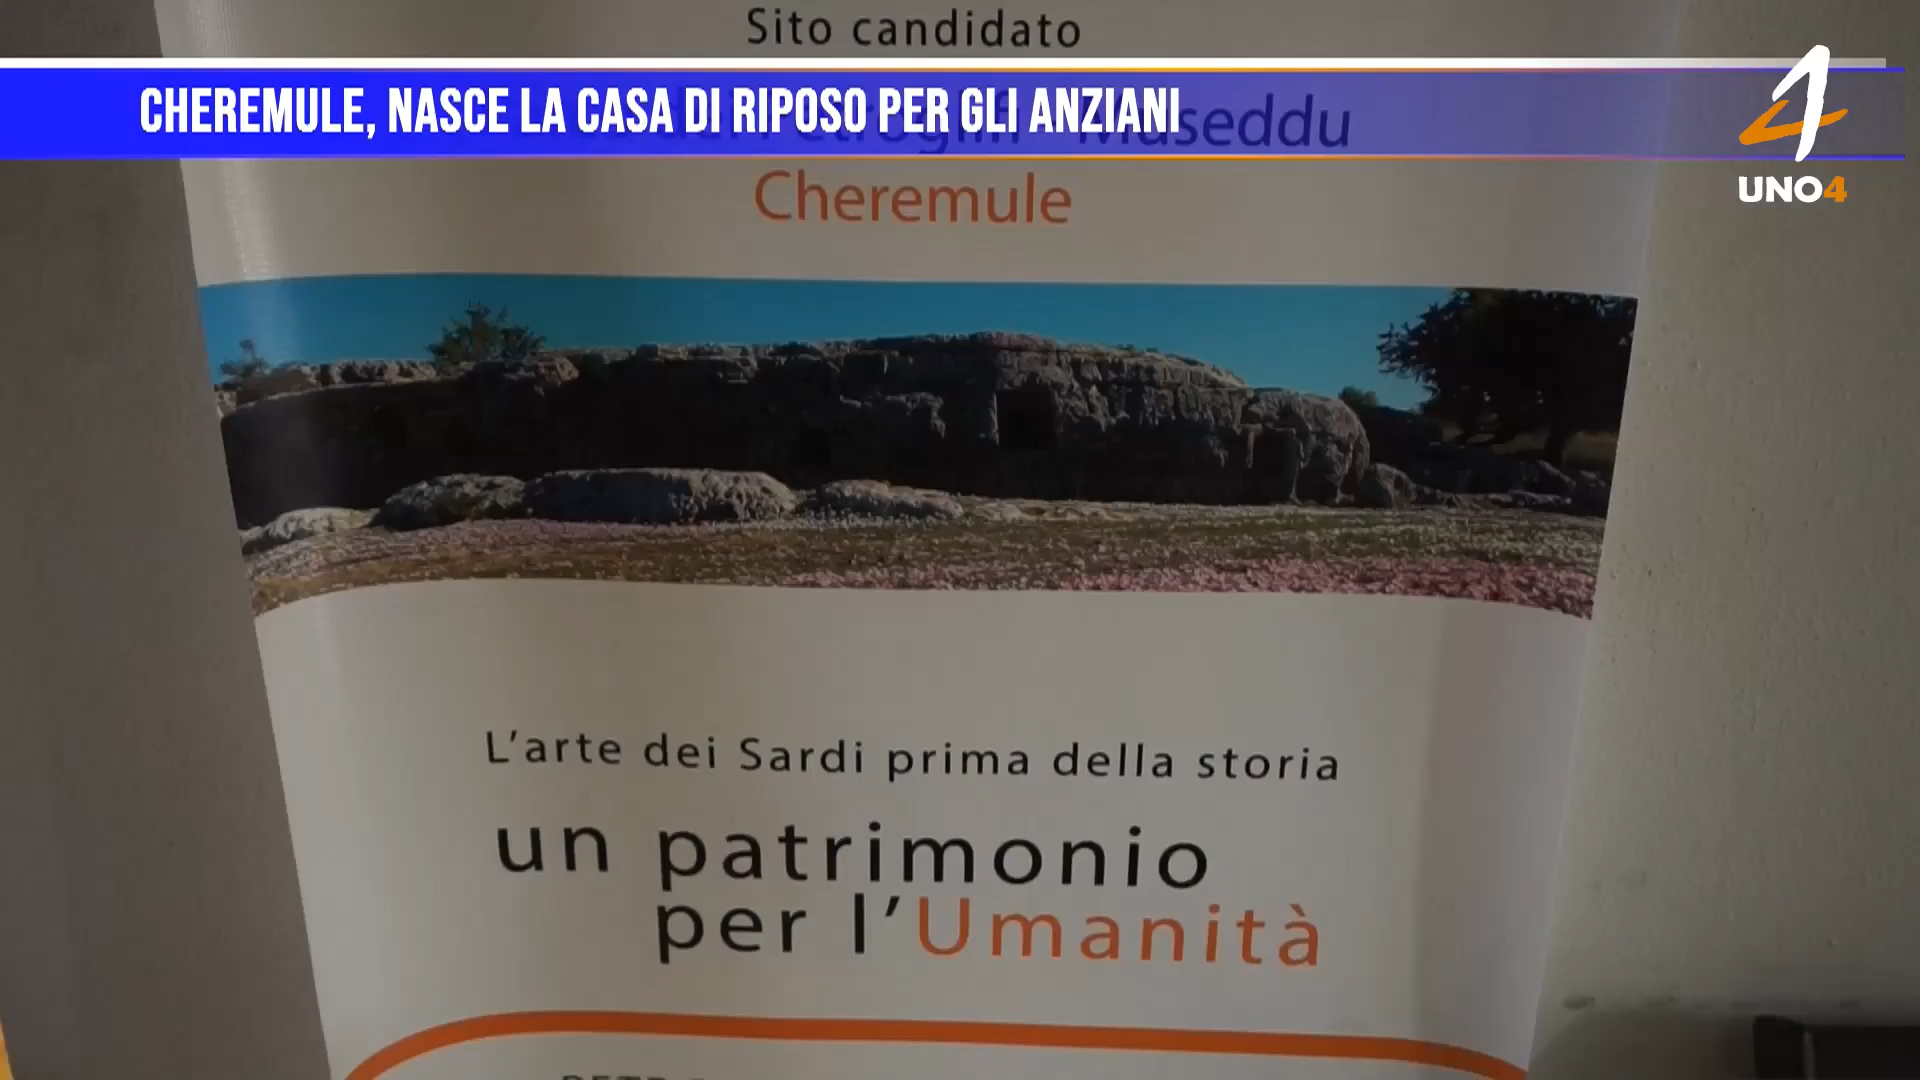 Sito candidato
CHEREMULE, NASCE LA CASA DI RIPOSO PER GLI ANZIANI
Museddu
Cheremule
UNO4
L'arte dei Sardi prima della storia
un patrimonio
per l'Umanità